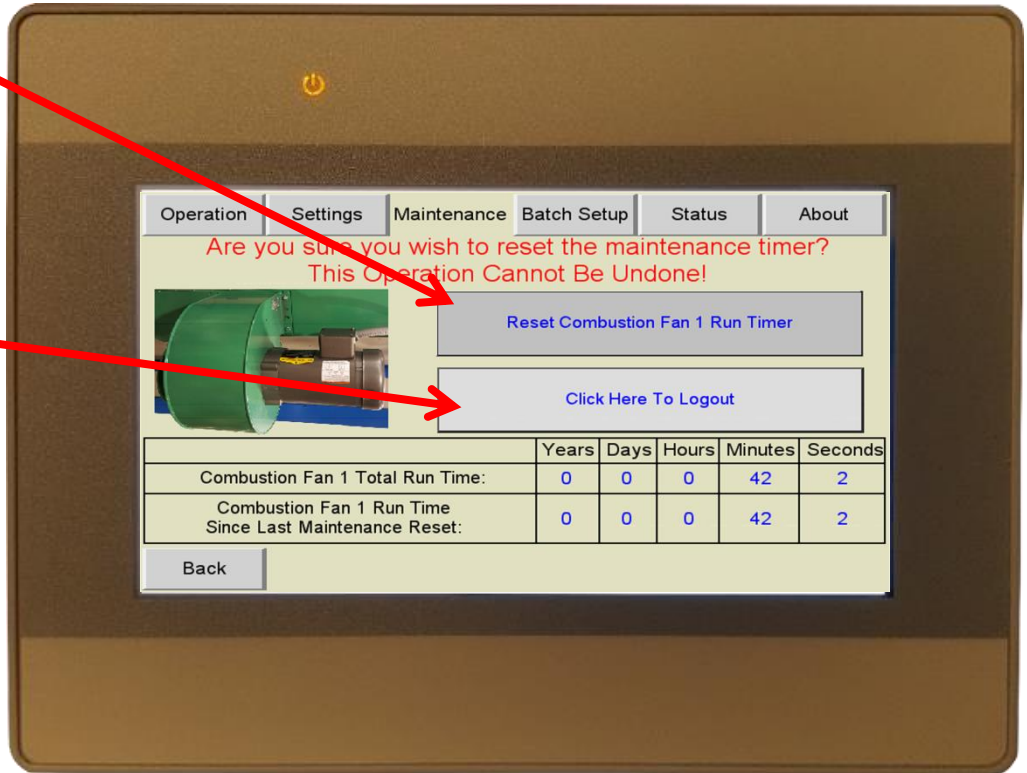 Operation Settings Maintenance Batch Setup Status About
Are you sure you wish to reset the maintenance timer?
This Operation Cannot Be Undone!
Reset Combustion Fan 1 Run Timer
Click Here To Logout
Years Days Hours Minutes Seconds
Combustion Fan 1 Total Run Time: 0 0 0 42 2
Combustion Fan 1 Run Time
Since Last Maintenance Reset: 0 0 0 42 2
Back